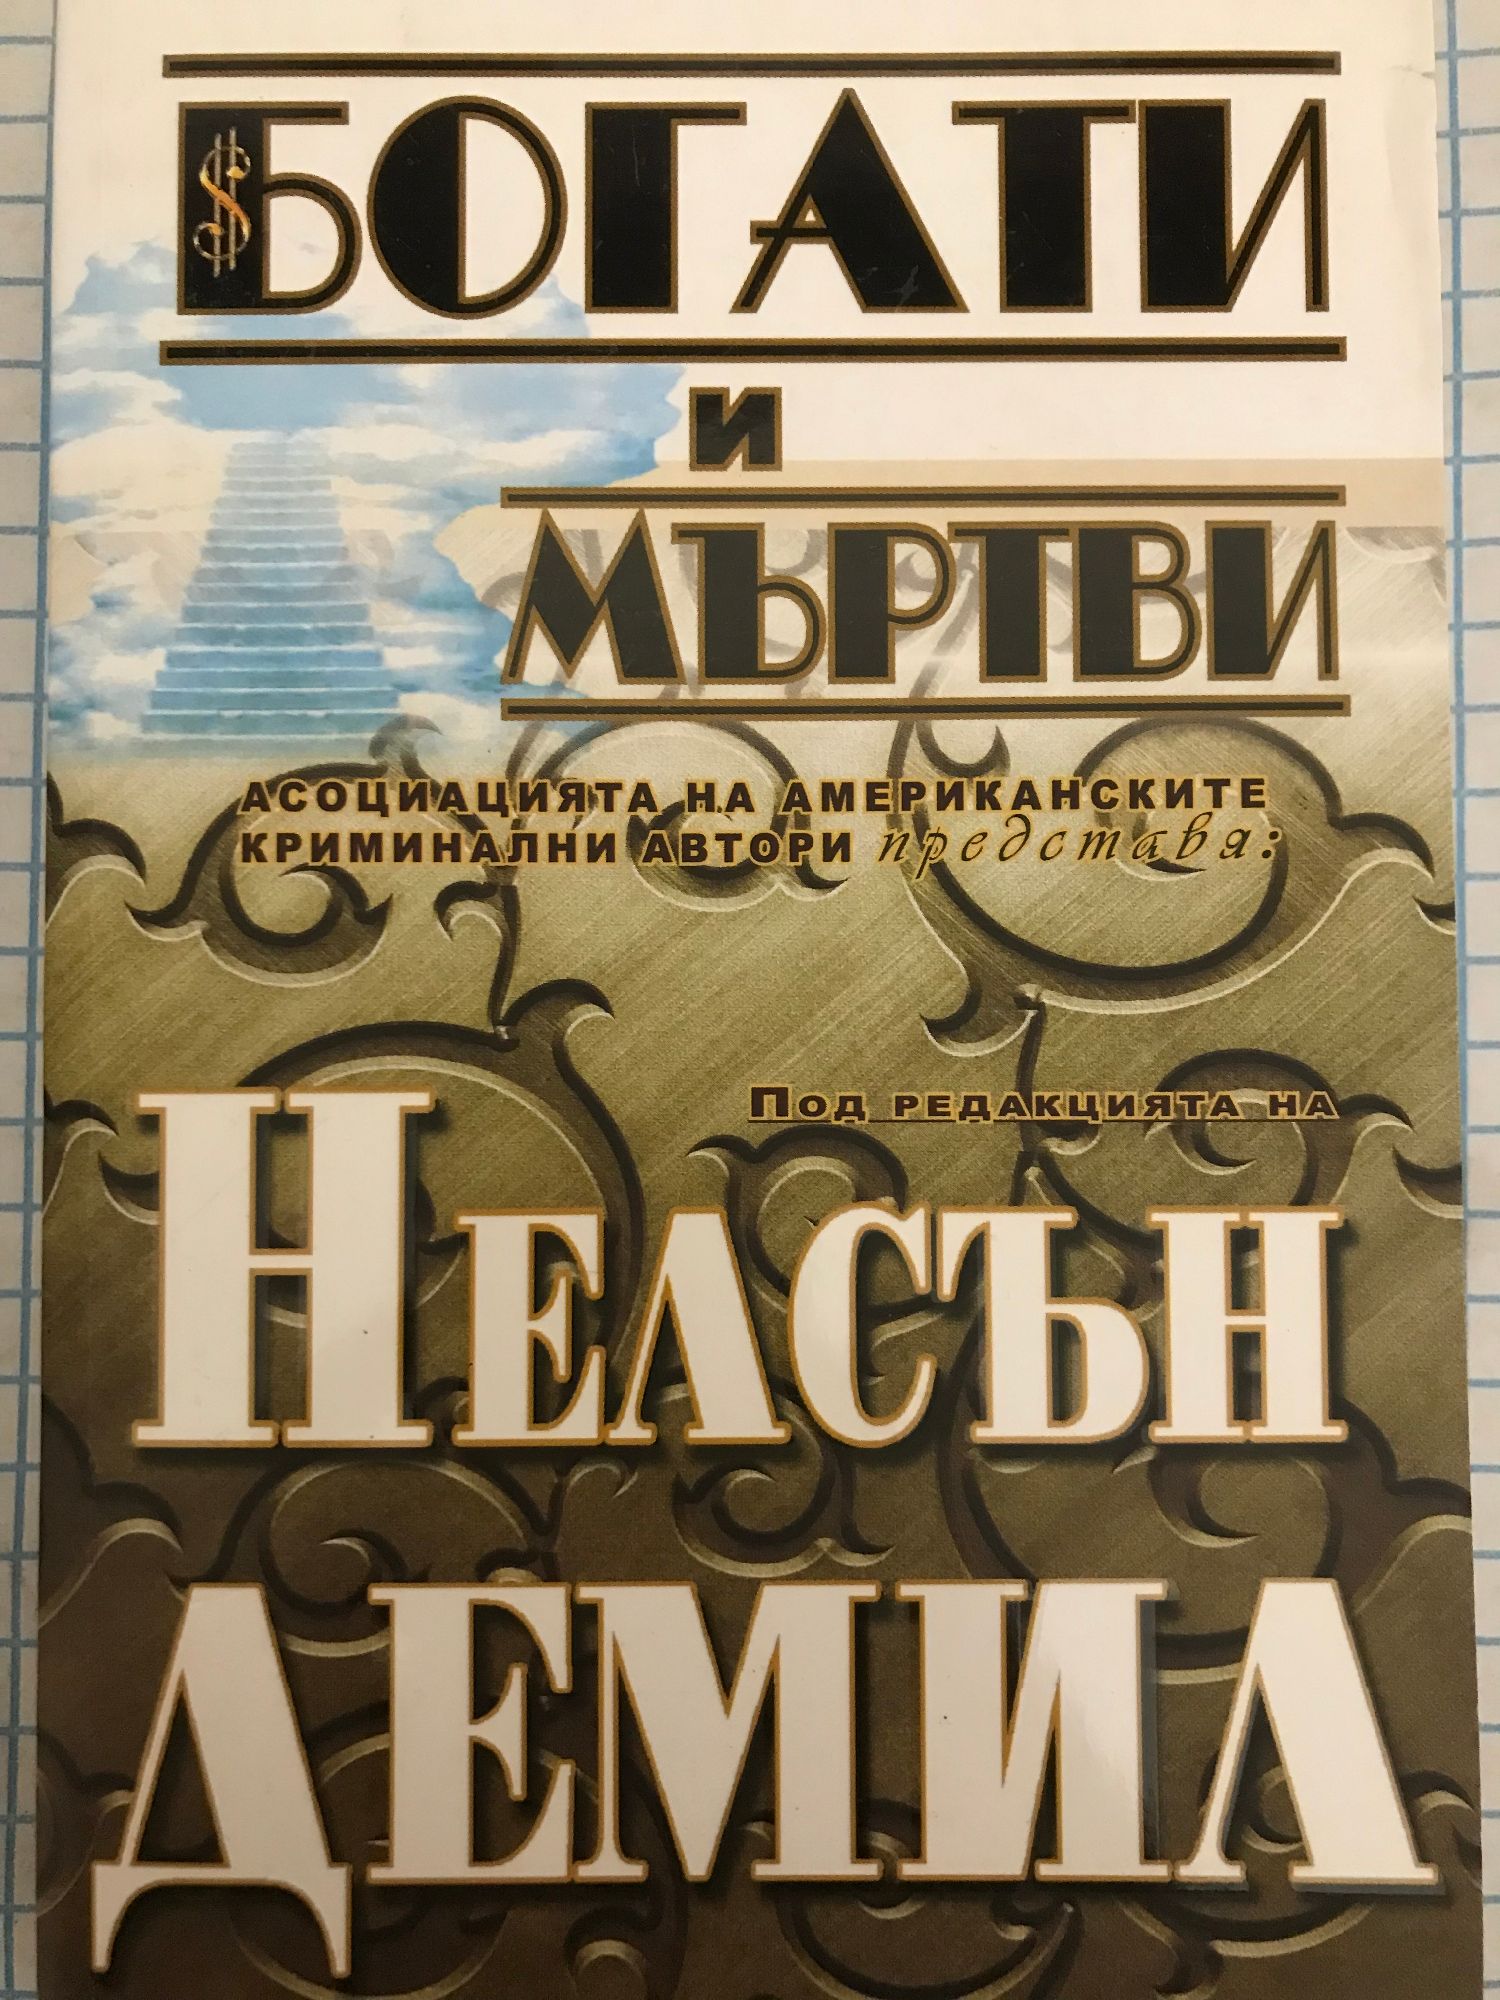 БОГАТИ
И
МЪРТВИ
АСОЦИАЦИЯТА НА АМЕРИКАНСКИТЕ
КРИМИНАЛНИ АВТОРИ представя:
ПОД РЕДАКЦИЯТА НА
НЕЛСЪН
ДЕМИЛ